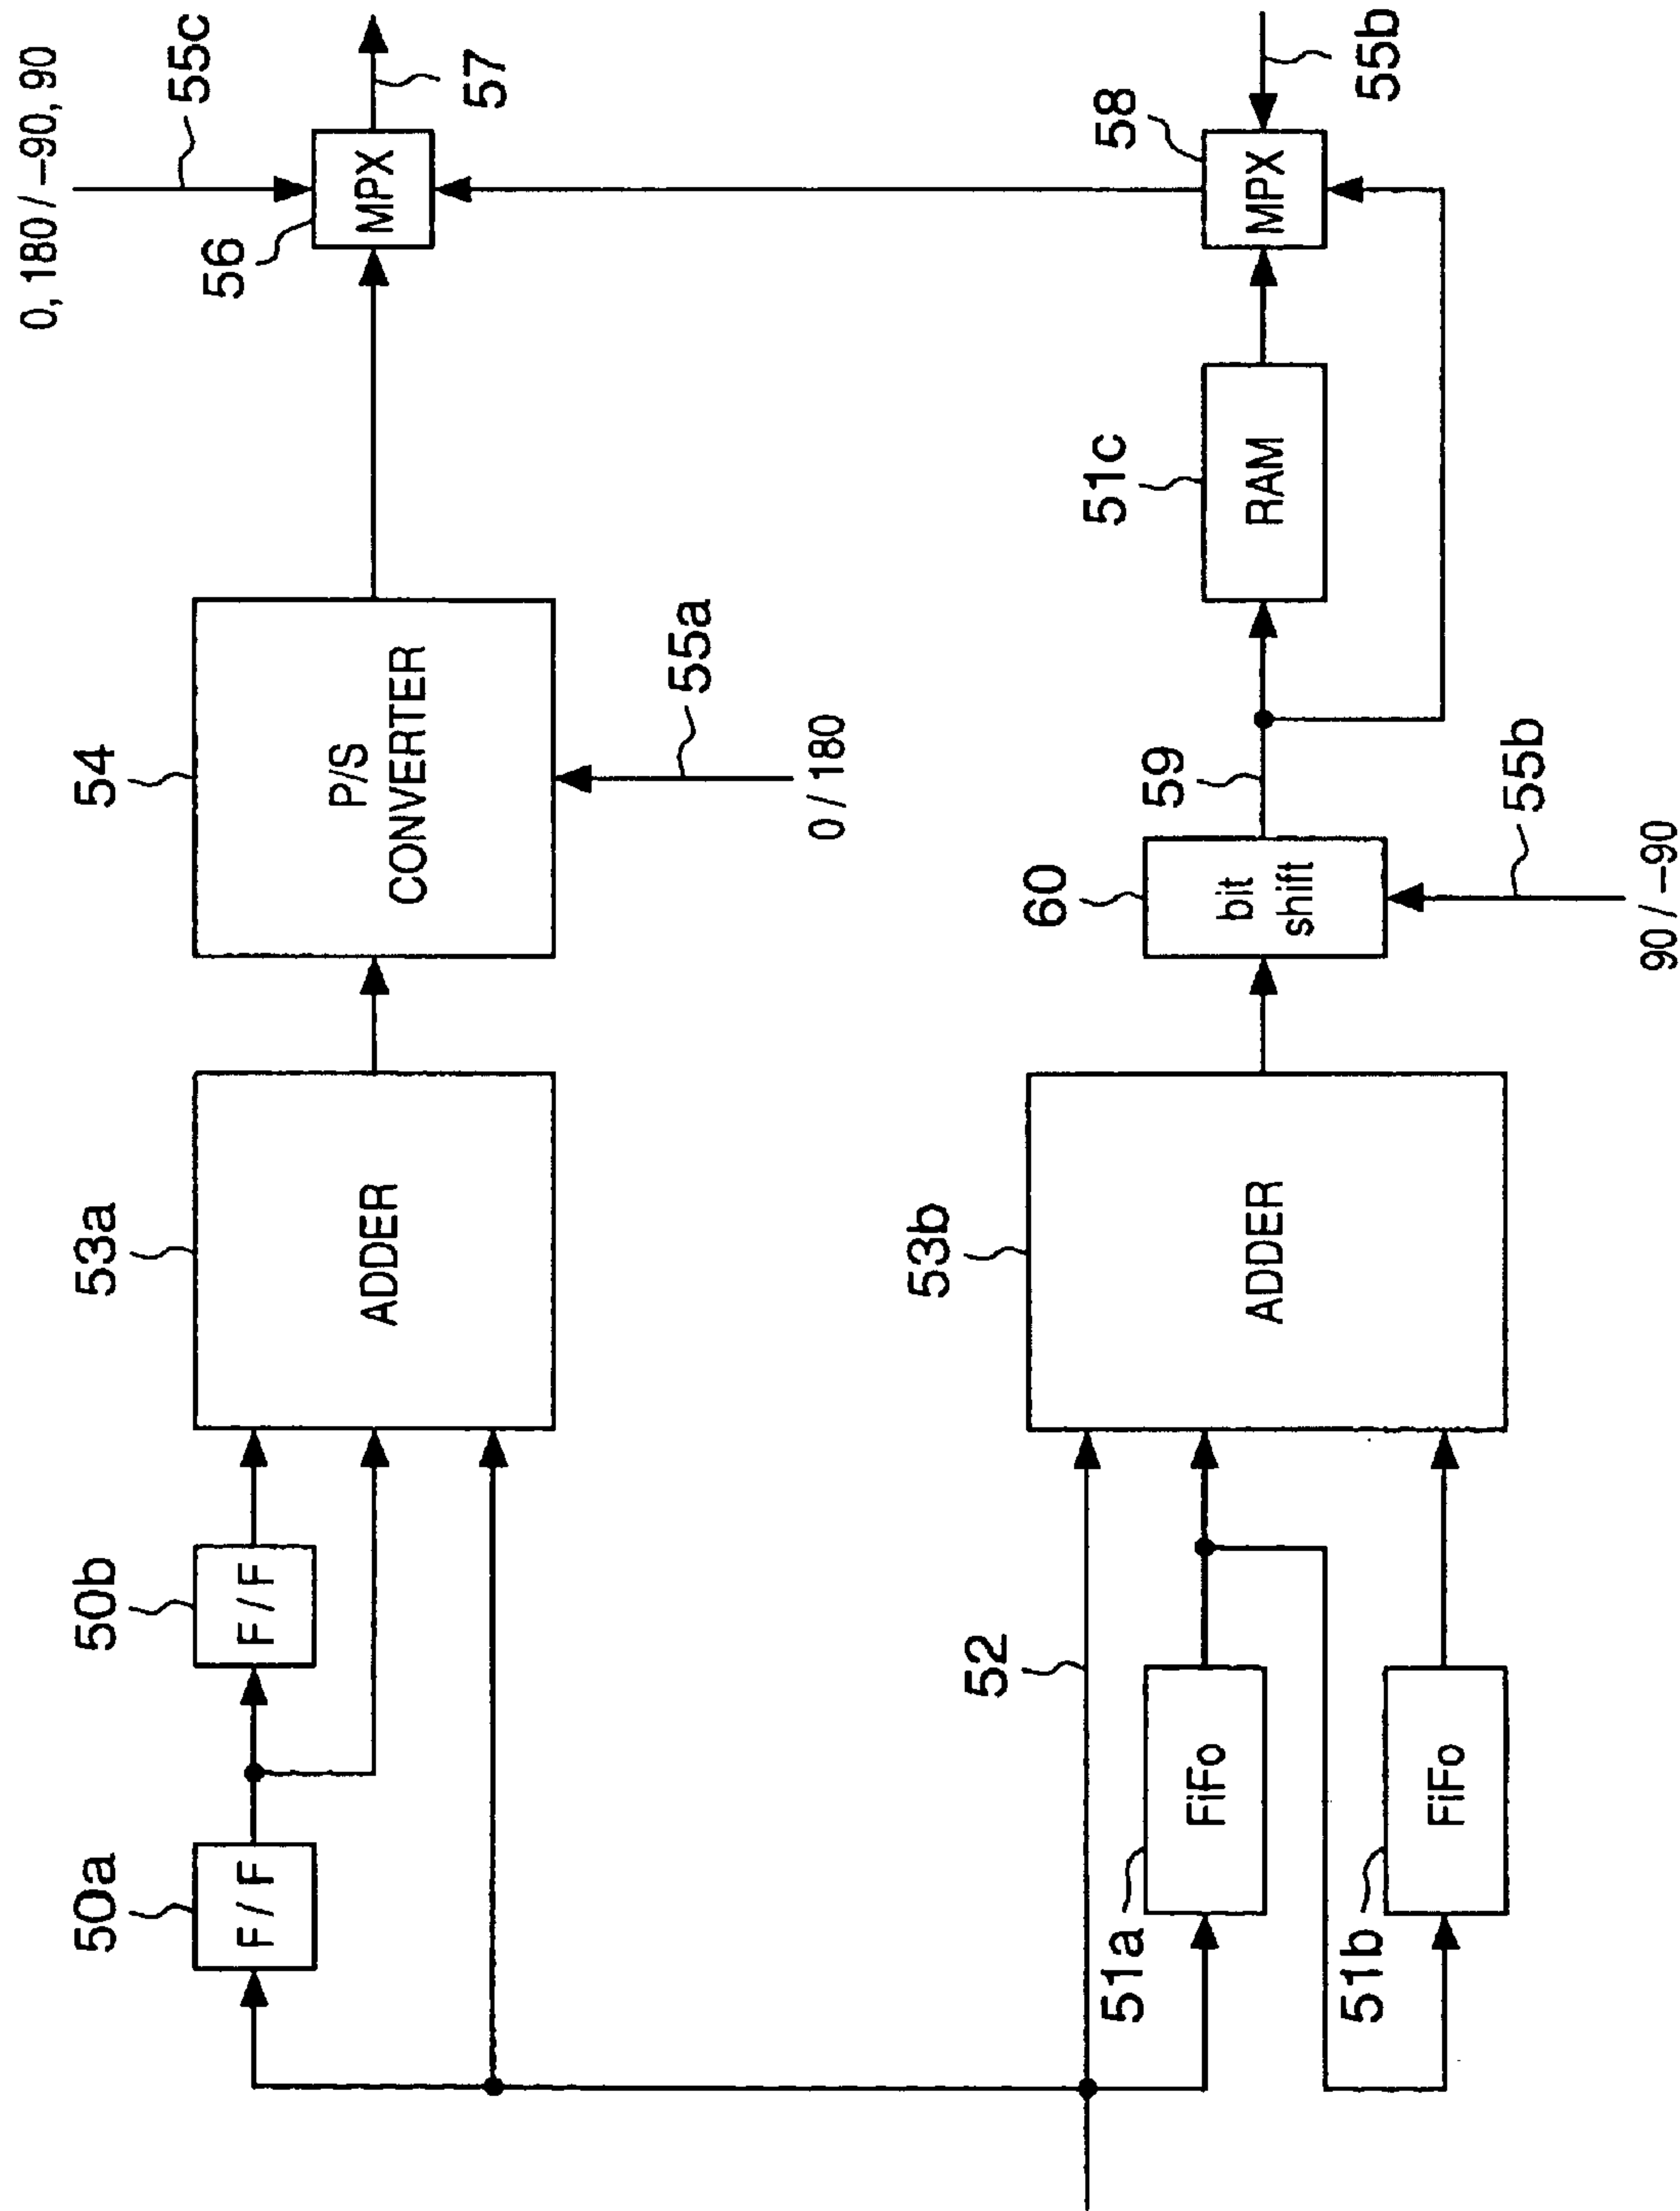 0, 180 / –90, 90
55c
57
56
MPX
54
P/S
CONVERTER
55a
0 / 180
53a
ADDER
50b
F / F
50a
F / F
55b
58
MPX
51c
RAM
59
60
bit
shift
55b
90 / –90
53b
ADDER
52
51a
FiFo
51b
FiFo